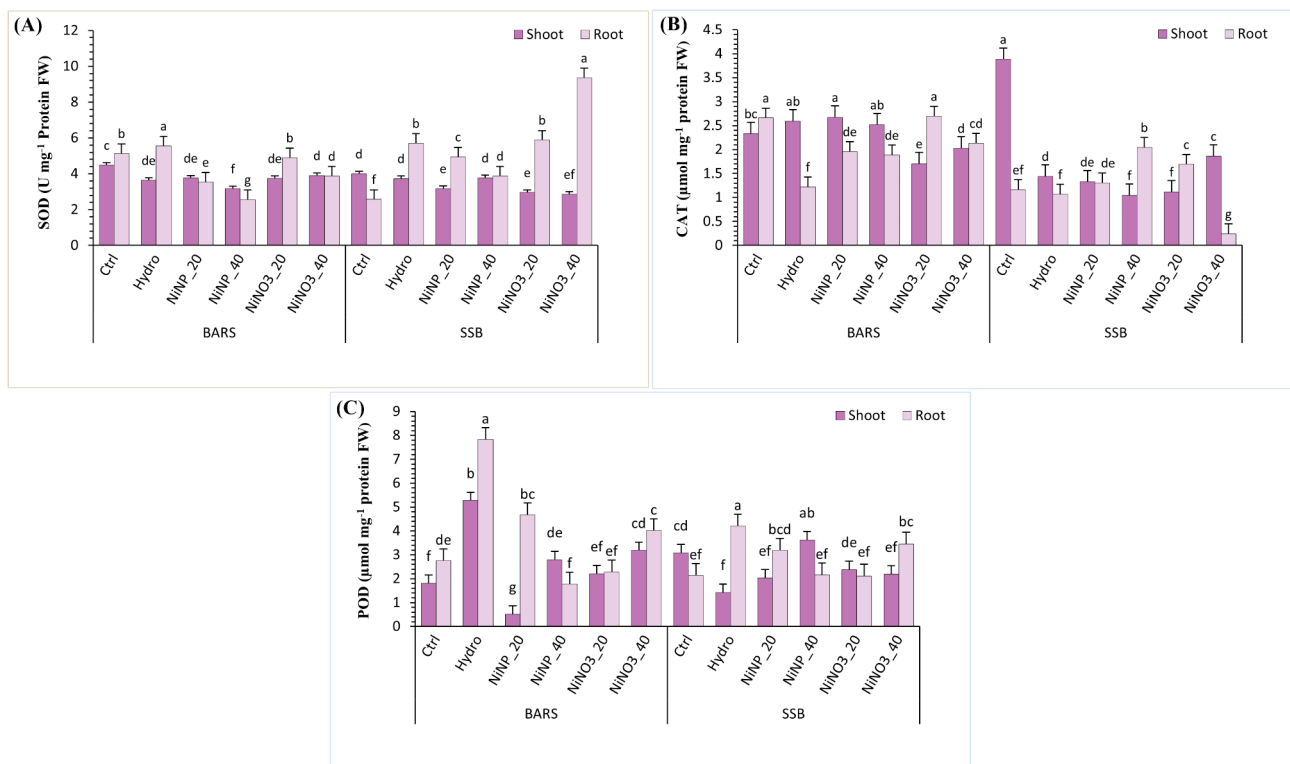 (A)
SOD (U mg⁻¹ Protein FW)
12
10
8
6
4
2
0
Shoot Root
c b de a de e f g de b d d d f d c e c d d e b ef a
Ctrl Hydro NiNP_20 NiNP_40 NiNO3_20 NiNO3_40 Ctrl Hydro NiNP_20 NiNP_40 NiNO3_20 NiNO3_40
BARS SSB
(B)
CAT (µmol mg⁻¹ protein FW)
4.5
4
3.5
3
2.5
2
1.5
1
0.5
0
Shoot Root
bc a ab f a de ab de e a d cd a ef d f de de f b f c c g
Ctrl Hydro NiNP_20 NiNP_40 NiNO3_20 NiNO3_40 Ctrl Hydro NiNP_20 NiNP_40 NiNO3_20 NiNO3_40
BARS SSB
(C)
POD (µmol mg⁻¹ protein FW)
9
8
7
6
5
4
3
2
1
0
Shoot Root
f de b a g bc de f ef ef cd c cd ef g a ef bcd ab ef de ef ef bc
Ctrl Hydro NiNP_20 NiNP_40 NiNO3_20 NiNO3_40 Ctrl Hydro NiNP_20 NiNP_40 NiNO3_20 NiNO3_40
BARS SSB